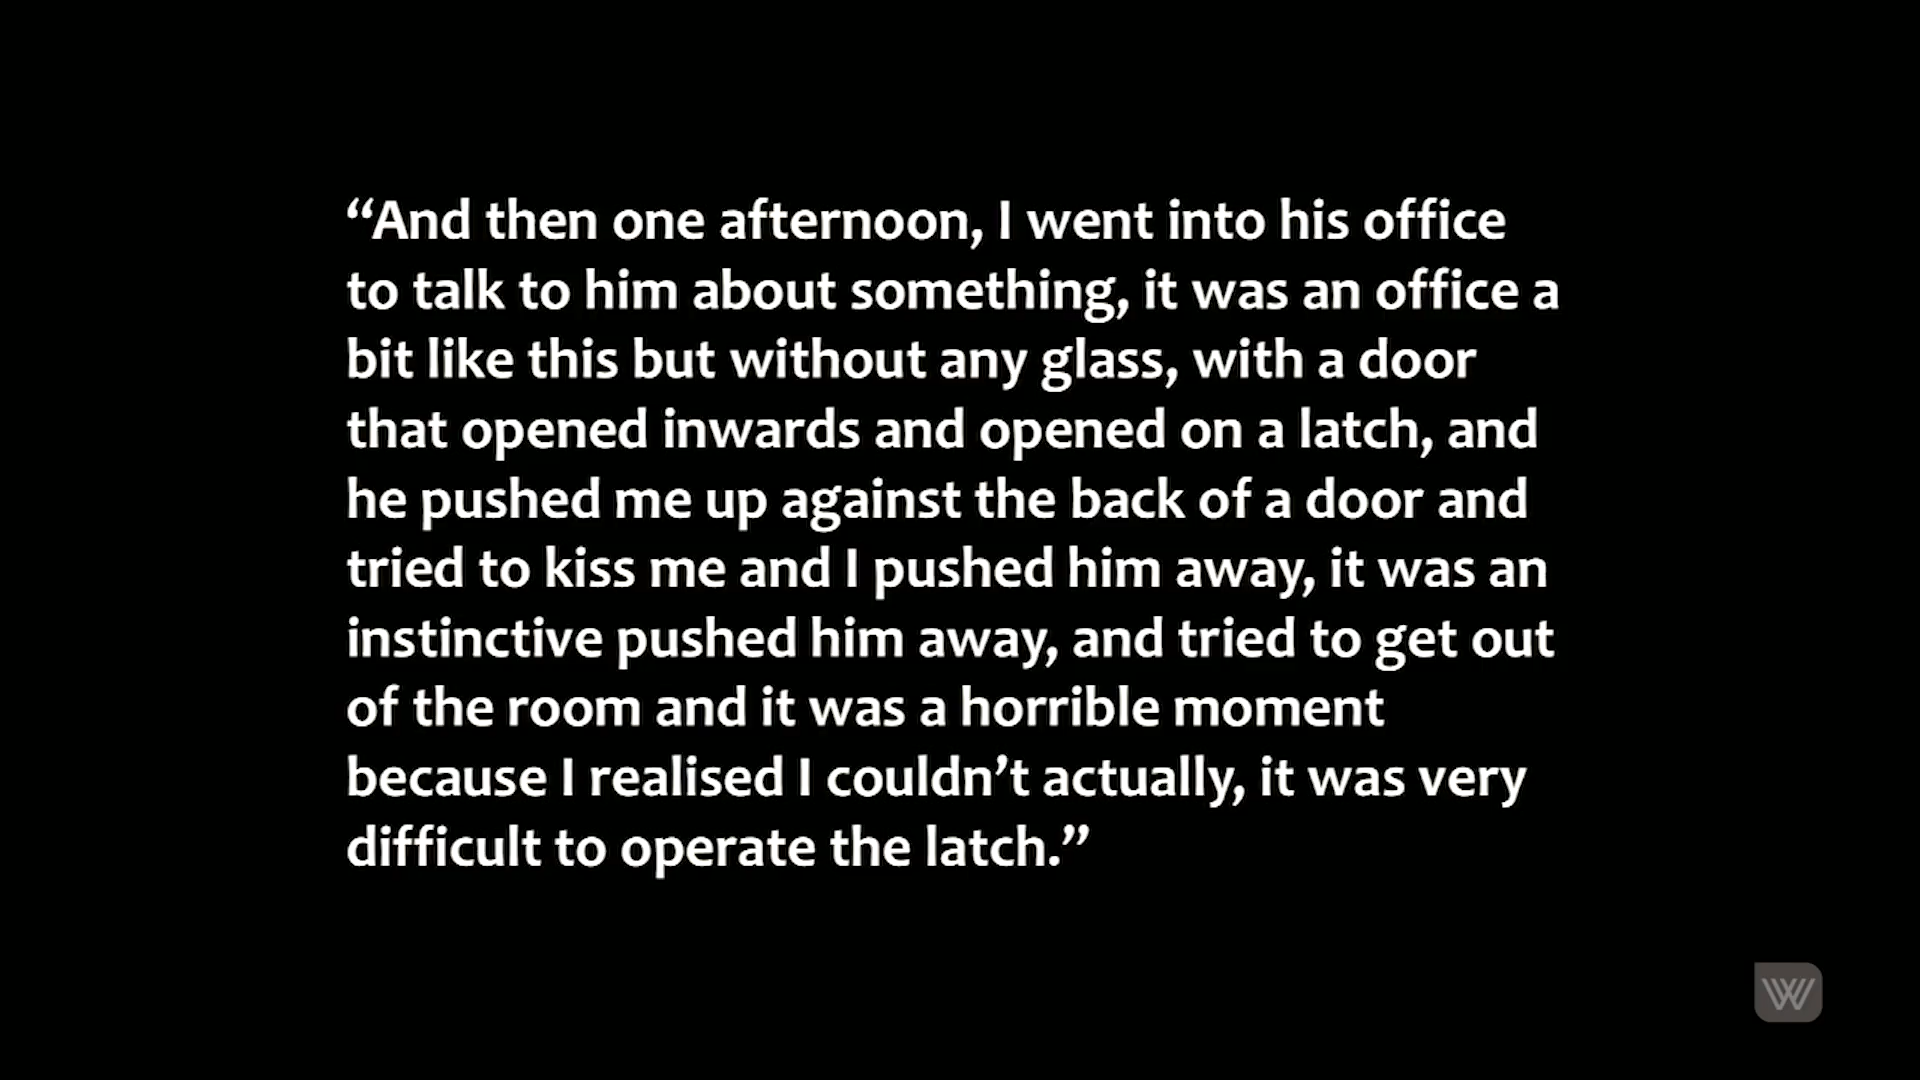 “And then one afternoon, I went into his office
to talk to him about something, it was an office a
bit like this but without any glass, with a door
that opened inwards and opened on a latch, and
he pushed me up against the back of a door and
tried to kiss me and I pushed him away, it was an
instinctive pushed him away, and tried to get out
of the room and it was a horrible moment
because I realised I couldn’t actually, it was very
difficult to operate the latch.”
W